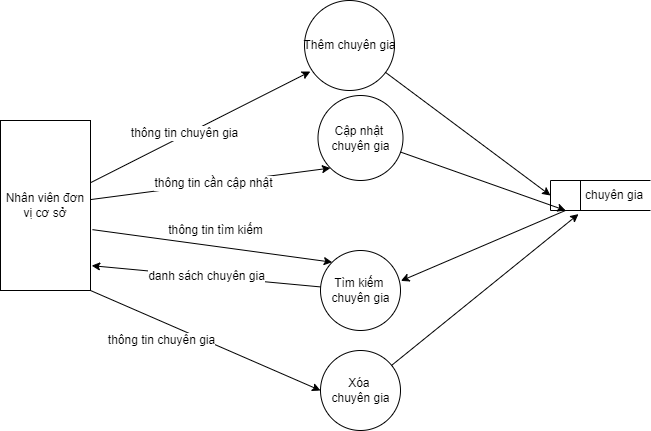 Thêm chuyên gia
thông tin chuyên gia
Cập nhật
chuyên gia
thông tin cần cập nhật
Nhân viên đơn
vị cơ sở
chuyên gia
thông tin tìm kiếm
danh sách chuyên gia
Tìm kiếm
chuyên gia
thông tin chuyên gia
Xóa
chuyên gia